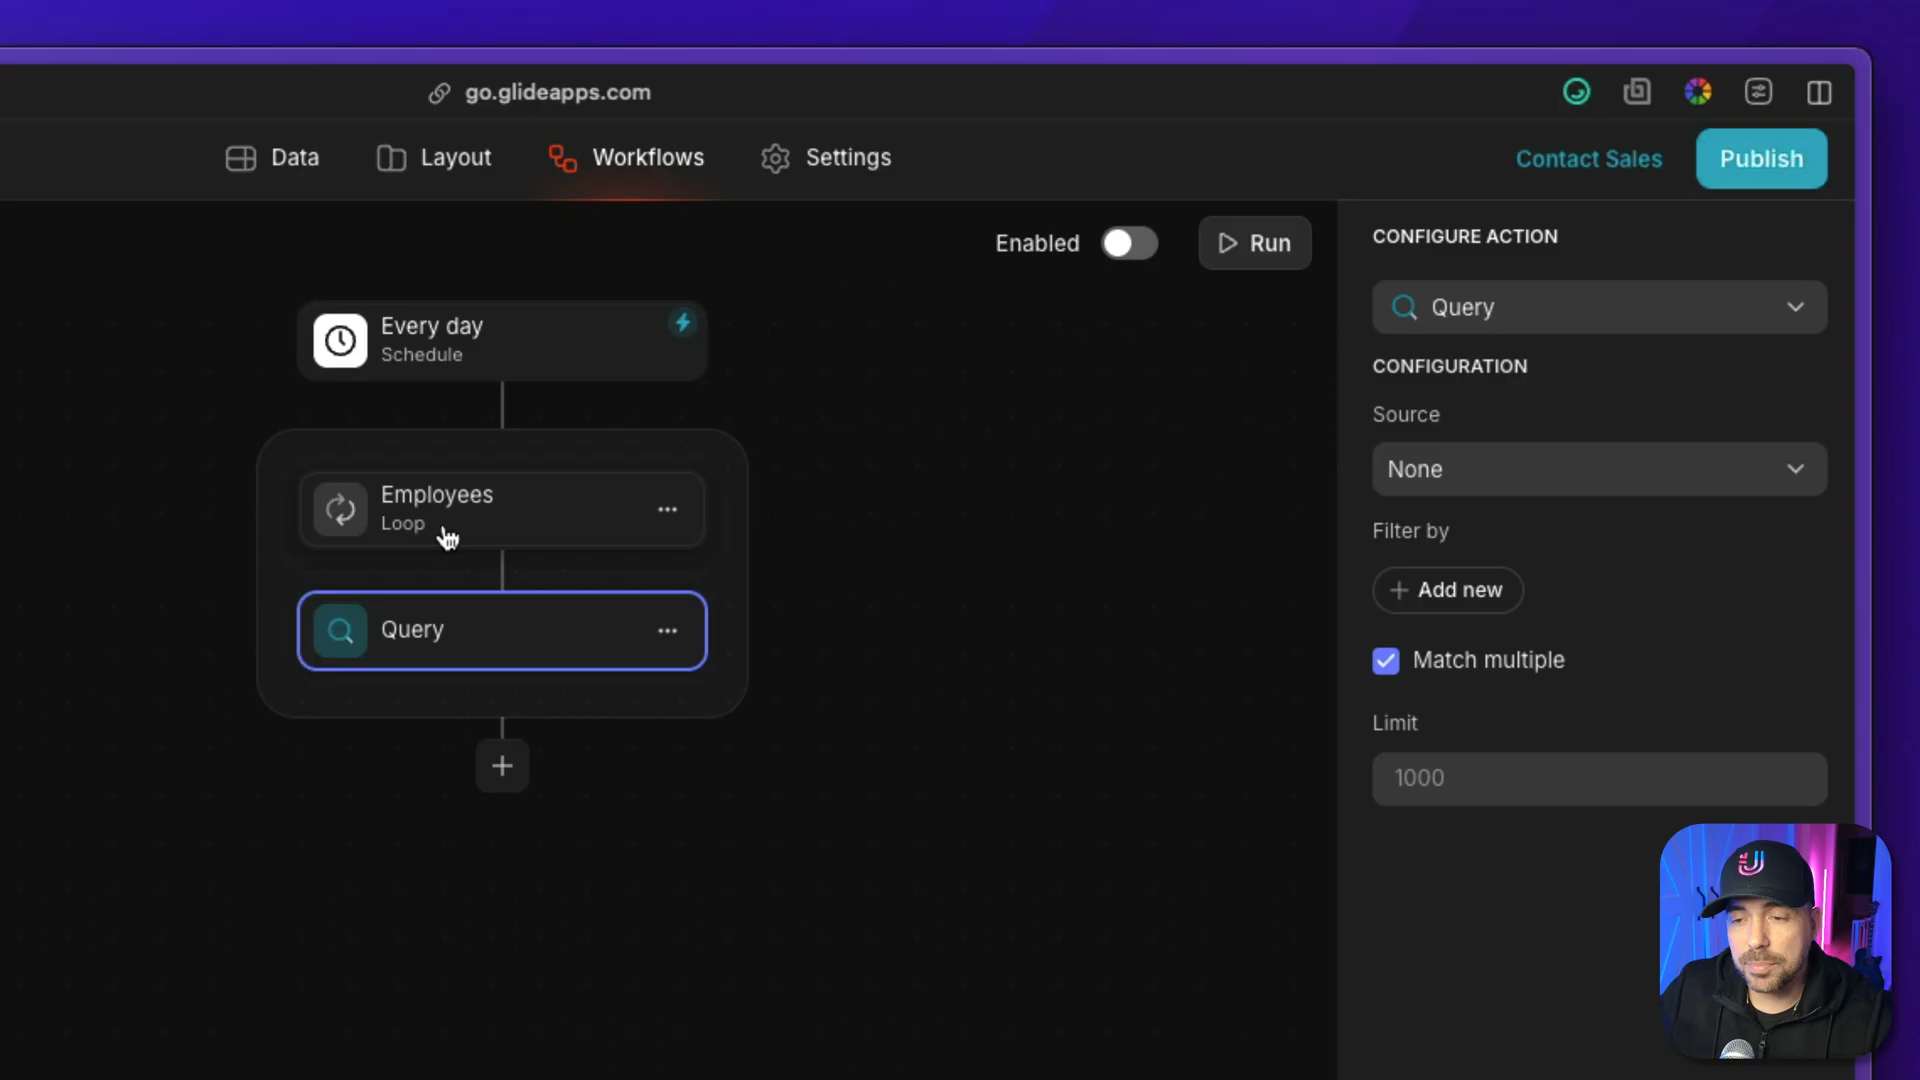 go.glideapps.com
Data
Layout
Workflows
Settings
Contact Sales
Publish
Enabled
Run
Every day
Schedule
Employees
Loop
Query
CONFIGURE ACTION
Query
CONFIGURATION
Source
None
Filter by
Add new
Match multiple
Limit
1000